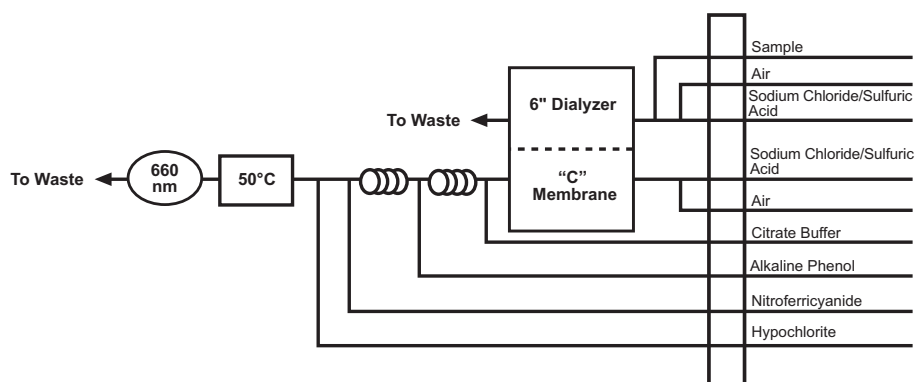 Sample
Air
Sodium Chloride/Sulfuric
Acid
6" Dialyzer
To Waste
“C”
Membrane
Sodium Chloride/Sulfuric
Acid
660
nm
50°C
To Waste
Air
Citrate Buffer
Alkaline Phenol
Nitroferricyanide
Hypochlorite